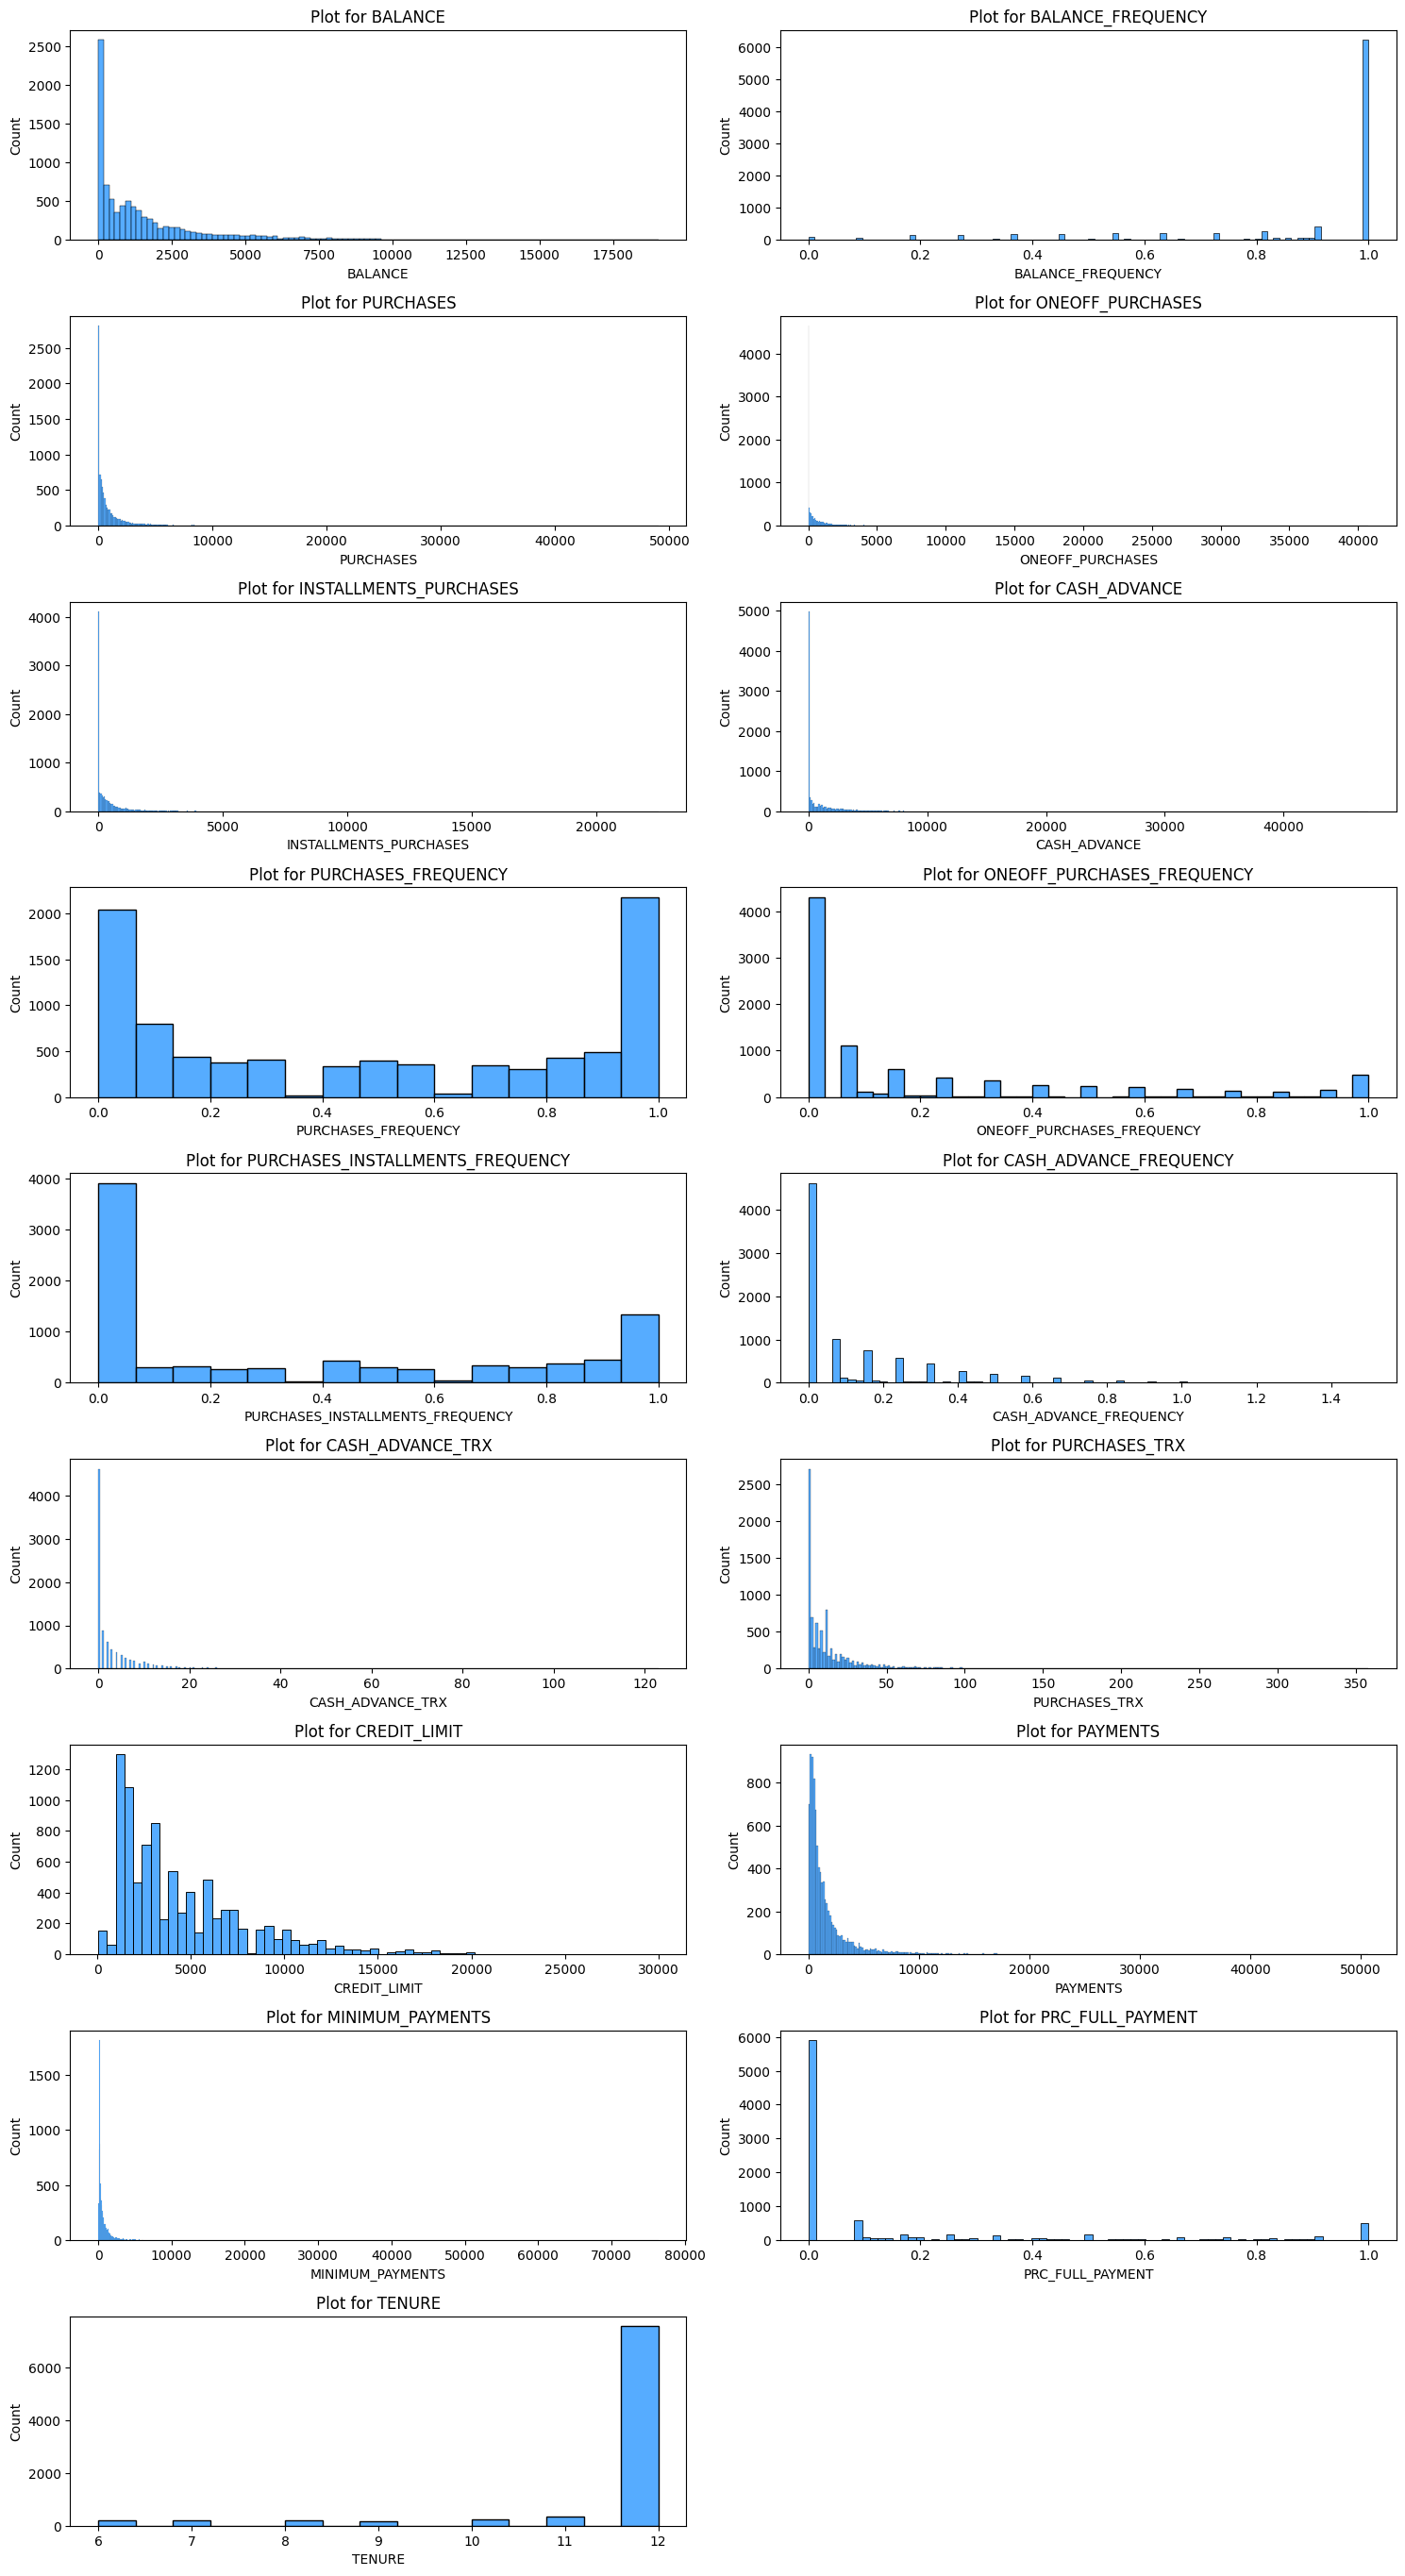 Plot for BALANCE
2500
2000
1500
1000
500
0
Count
0 2500 5000 7500 10000 12500 15000 17500
BALANCE
Plot for BALANCE_FREQUENCY
6000
5000
4000
3000
2000
1000
0
Count
0.0 0.2 0.4 0.6 0.8 1.0
BALANCE_FREQUENCY
Plot for PURCHASES
2500
2000
1500
1000
500
0
Count
0 10000 20000 30000 40000 50000
PURCHASES
Plot for ONEOFF_PURCHASES
4000
3000
2000
1000
0
Count
0 5000 10000 15000 20000 25000 30000 35000 40000
ONEOFF_PURCHASES
Plot for INSTALLMENTS_PURCHASES
4000
3000
2000
1000
0
Count
0 5000 10000 15000 20000
INSTALLMENTS_PURCHASES
Plot for CASH_ADVANCE
5000
4000
3000
2000
1000
0
Count
0 10000 20000 30000 40000
CASH_ADVANCE
Plot for PURCHASES_FREQUENCY
2000
1500
1000
500
0
Count
0.0 0.2 0.4 0.6 0.8 1.0
PURCHASES_FREQUENCY
Plot for ONEOFF_PURCHASES_FREQUENCY
4000
3000
2000
1000
0
Count
0.0 0.2 0.4 0.6 0.8 1.0
ONEOFF_PURCHASES_FREQUENCY
Plot for PURCHASES_INSTALLMENTS_FREQUENCY
4000
3000
2000
1000
0
Count
0.0 0.2 0.4 0.6 0.8 1.0
PURCHASES_INSTALLMENTS_FREQUENCY
Plot for CASH_ADVANCE_FREQUENCY
4000
3000
2000
1000
0
Count
0.0 0.2 0.4 0.6 0.8 1.0 1.2 1.4
CASH_ADVANCE_FREQUENCY
Plot for CASH_ADVANCE_TRX
4000
3000
2000
1000
0
Count
0 20 40 60 80 100 120
CASH_ADVANCE_TRX
Plot for PURCHASES_TRX
2500
2000
1500
1000
500
0
Count
0 50 100 150 200 250 300 350
PURCHASES_TRX
Plot for CREDIT_LIMIT
1200
1000
800
600
400
200
0
Count
0 5000 10000 15000 20000 25000 30000
CREDIT_LIMIT
Plot for PAYMENTS
800
600
400
200
0
Count
0 10000 20000 30000 40000 50000
PAYMENTS
Plot for MINIMUM_PAYMENTS
1500
1000
500
0
Count
0 10000 20000 30000 40000 50000 60000 70000 80000
MINIMUM_PAYMENTS
Plot for PRC_FULL_PAYMENT
6000
5000
4000
3000
2000
1000
0
Count
0.0 0.2 0.4 0.6 0.8 1.0
PRC_FULL_PAYMENT
Plot for TENURE
6000
4000
2000
0
Count
6 7 8 9 10 11 12
TENURE